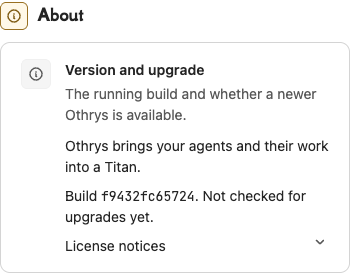 About
Version and upgrade
The running build and whether a newer
Othrys is available.
Othrys brings your agents and their work
into a Titan.
Build f9432fc65724. Not checked for
upgrades yet.
License notices